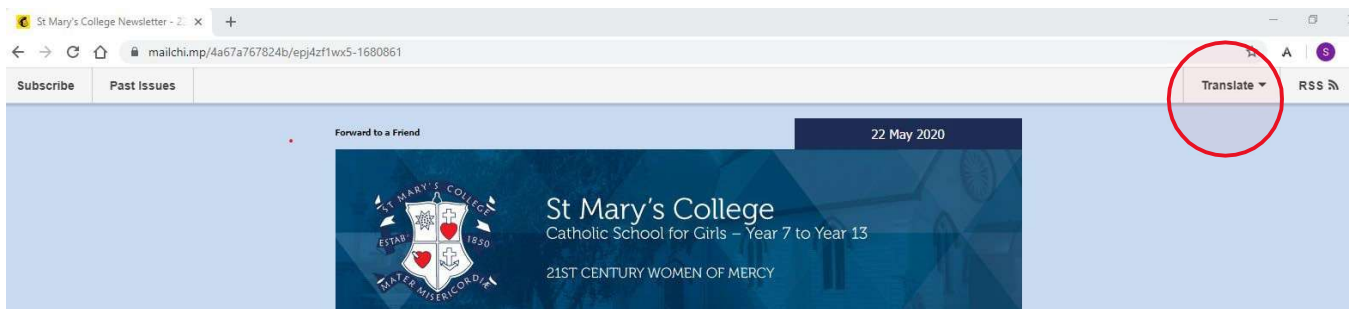 St Mary's College Newsletter - 22
mailchi.mp/4a67a767824b/epj4zf1wx5-1680861
A S
Subscribe Past Issues Translate RSS
Forward to a Friend
22 May 2020
ST MARY'S COLLEGE
ESTAB 1850
MATER MISERICORDIÆ
St Mary's College
Catholic School for Girls – Year 7 to Year 13
21ST CENTURY WOMEN OF MERCY